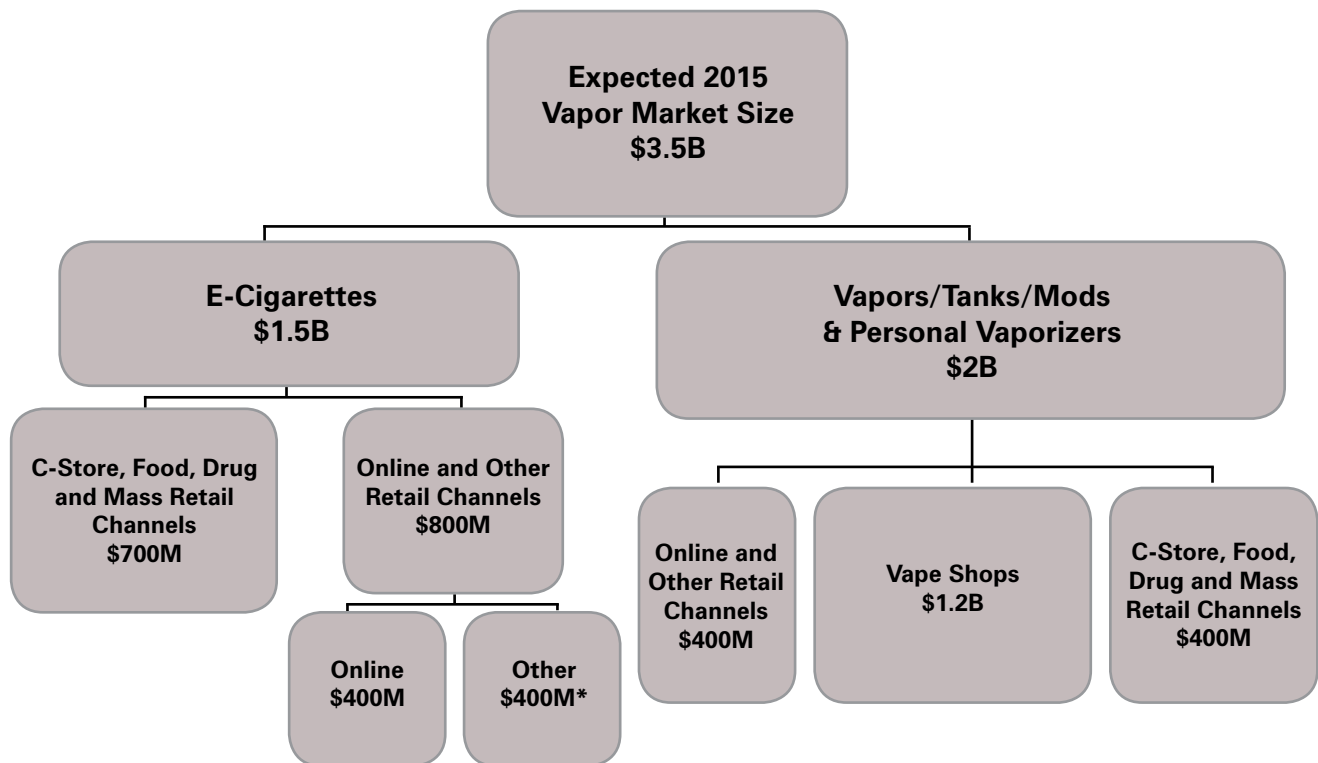 Expected 2015
Vapor Market Size
$3.5B
E-Cigarettes
$1.5B
Vapors/Tanks/Mods
& Personal Vaporizers
$2B
C-Store, Food, Drug
and Mass Retail
Channels
$700M
Online and Other
Retail Channels
$800M
Online and
Other Retail
Channels
$400M
Vape Shops
$1.2B
C-Store, Food,
Drug and Mass
Retail Channels
$400M
Online
$400M
Other
$400M*